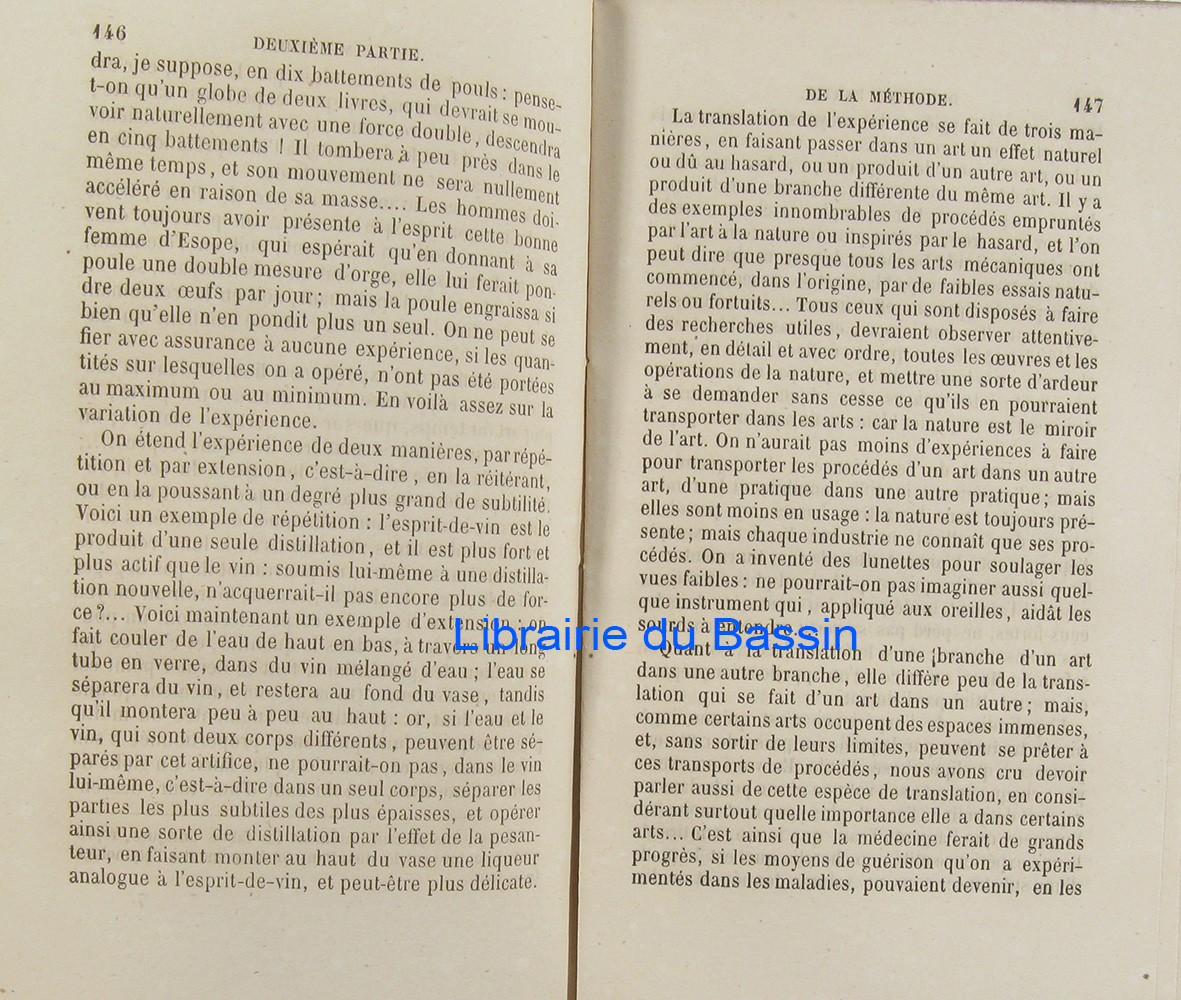 146
DEUXIÈME PARTIE.
dra, je suppose, en dix battements de pouls : pense-
t-on qu'un globe de deux livres, qui devrait se mou-
voir naturellement avec une force double, descendra
en cinq battements ! Il tombera à peu près dans le
même temps, et son mouvement ne sera nullement
accéléré en raison de sa masse.... Les hommes doi-
vent toujours avoir présente à l'esprit cette bonne
femme d'Esope, qui espérait qu'en donnant à sa
poule une double mesure d'orge, elle lui ferait pon-
dre deux œufs par jour ; mais la poule engraissa si
bien qu'elle n'en pondit plus un seul. On ne peut se
fier avec assurance à aucune expérience, si les quan-
tités sur lesquelles on a opéré, n'ont pas été portées
au maximum ou au minimum. En voilà assez sur la
variation de l'expérience.
On étend l'expérience de deux manières, par répé-
tition et par extension, c'est-à-dire, en la réitérant,
ou en la poussant à un degré plus grand de subtilité.
Voici un exemple de répétition : l'esprit-de-vin est le
produit d'une seule distillation, et il est plus fort et
plus actif que le vin : soumis lui-même à une distilla-
tion nouvelle, n'acquerrait-il pas encore plus de for-
ce ?... Voici maintenant un exemple d'extension : on
fait couler de l'eau de haut en bas, à travers un long
tube en verre, dans du vin mélangé d'eau ; l'eau se
séparera du vin, et restera au fond du vase, tandis
qu'il montera peu à peu au haut : or, si l'eau et le
vin, qui sont deux corps différents, peuvent être sé-
parés par cet artifice, ne pourrait-on pas, dans le vin
lui-même, c'est-à-dire dans un seul corps, séparer les
parties les plus subtiles des plus épaisses, et opérer
ainsi une sorte de distillation par l'effet de la pesan-
teur, en faisant monter au haut du vase une liqueur
analogue à l'esprit-de-vin, et peut-être plus délicate.
DE LA MÉTHODE.
147
La translation de l'expérience se fait de trois ma-
nières, en faisant passer dans un art un effet naturel
ou dû au hasard, ou un produit d'un autre art, ou un
produit d'une branche différente du même art. Il y a
des exemples innombrables de procédés empruntés
par l'art à la nature ou inspirés par le hasard, et l'on
peut dire que presque tous les arts mécaniques ont
commencé, dans l'origine, par de faibles essais natu-
rels ou fortuits... Tous ceux qui sont disposés à faire
des recherches utiles, devraient observer attentive-
ment, en détail et avec ordre, toutes les œuvres et les
opérations de la nature, et mettre une sorte d'ardeur
à se demander sans cesse ce qu'ils en pourraient
transporter dans les arts : car la nature est le miroir
de l'art. On n'aurait pas moins d'expériences à faire
pour transporter les procédés d'un art dans un autre
art, d'une pratique dans une autre pratique ; mais
elles sont moins en usage : la nature est toujours pré-
sente ; mais chaque industrie ne connaît que ses pro-
cédés. On a inventé des lunettes pour soulager les
vues faibles : ne pourrait-on pas imaginer aussi quel-
que instrument qui, appliqué aux oreilles, aidât les
sourds à entendre...
Quant à la translation d'une branche d'un art
dans une autre branche, elle diffère peu de la trans-
lation qui se fait d'un art dans un autre ; mais,
comme certains arts occupent des espaces immenses,
et, sans sortir de leurs limites, peuvent se prêter à
ces transports de procédés, nous avons cru devoir
parler aussi de cette espèce de translation, en consi-
dérant surtout quelle importance elle a dans certains
arts... C'est ainsi que la médecine ferait de grands
progrès, si les moyens de guérison qu'on a expéri-
mentés dans les maladies, pouvaient devenir, en les
Librairie du Bassin